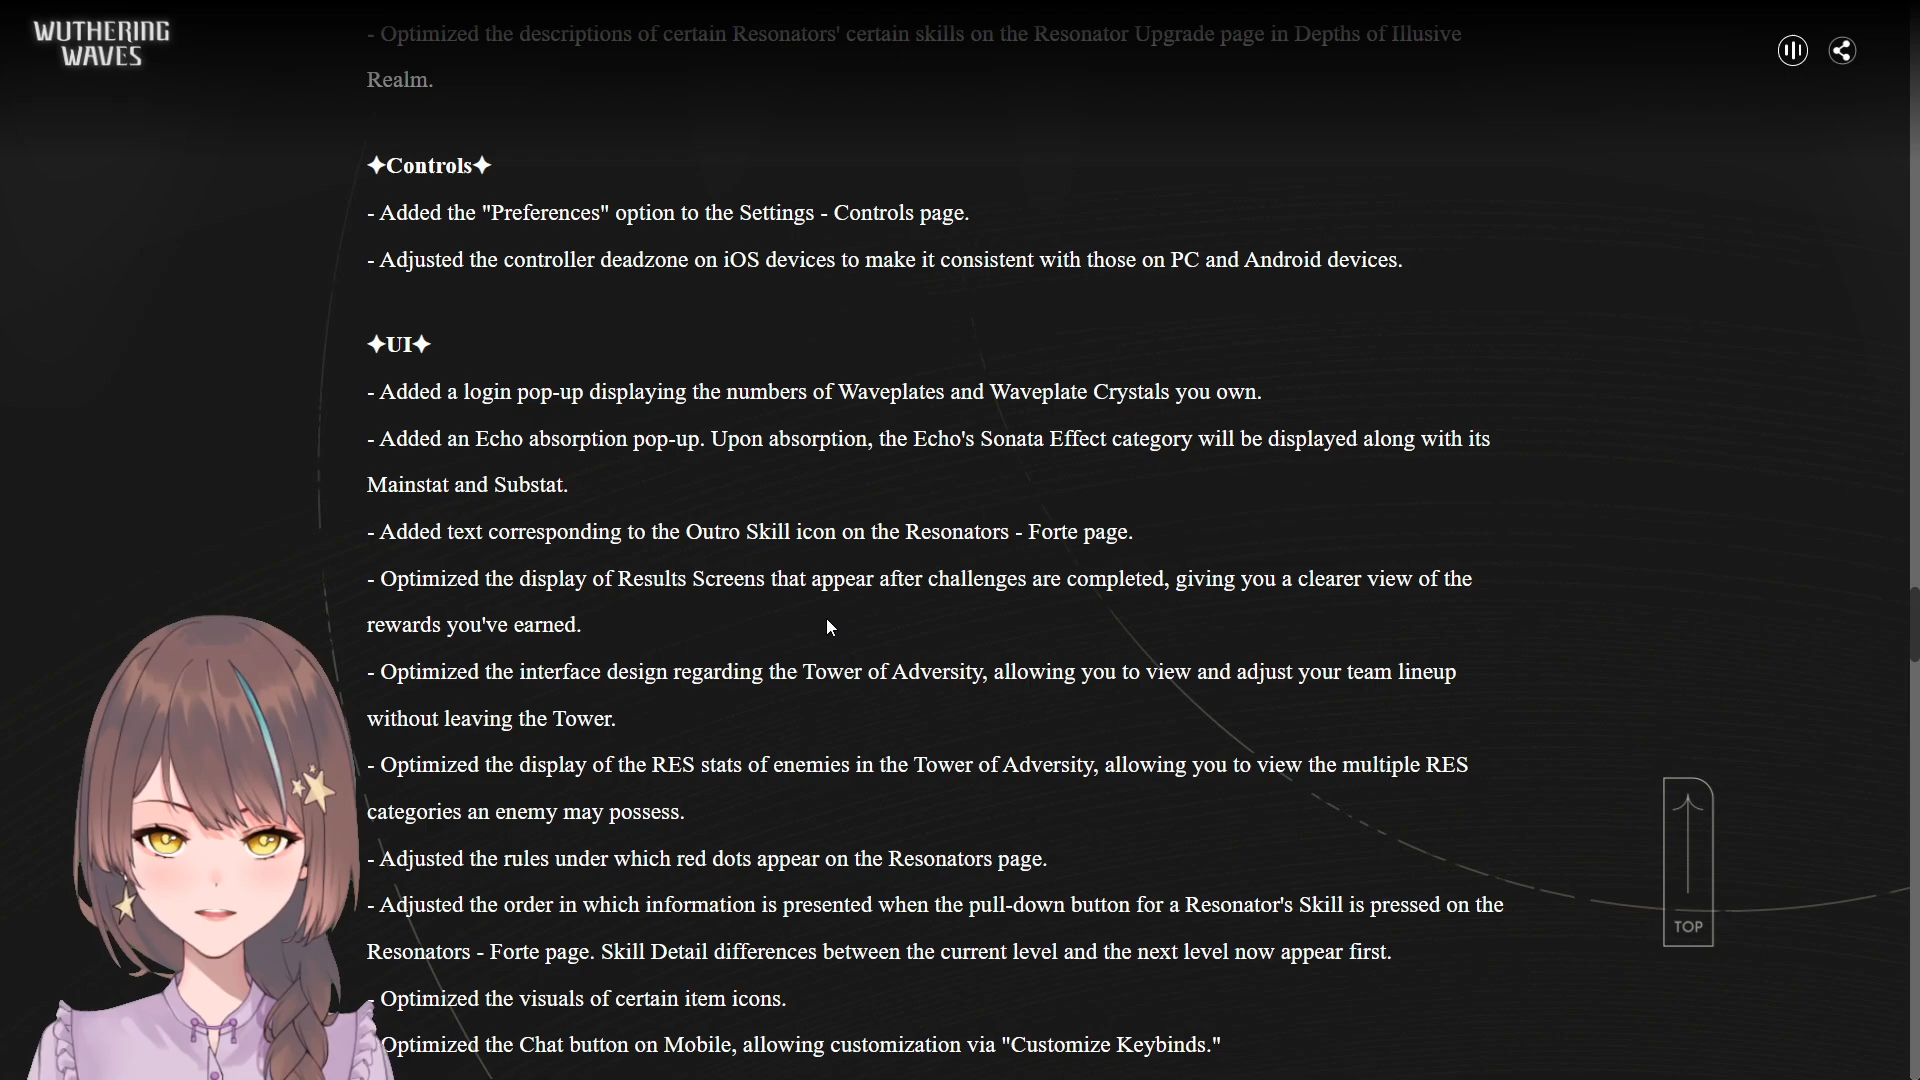 WUTHERING
WAVES
- Optimized the descriptions of certain Resonators' certain skills on the Resonator Upgrade page in Depths of Illusive
Realm.
✦Controls✦
- Added the "Preferences" option to the Settings - Controls page.
- Adjusted the controller deadzone on iOS devices to make it consistent with those on PC and Android devices.
✦UI✦
- Added a login pop-up displaying the numbers of Waveplates and Waveplate Crystals you own.
- Added an Echo absorption pop-up. Upon absorption, the Echo's Sonata Effect category will be displayed along with its
Mainstat and Substat.
- Added text corresponding to the Outro Skill icon on the Resonators - Forte page.
- Optimized the display of Results Screens that appear after challenges are completed, giving you a clearer view of the
rewards you've earned.
- Optimized the interface design regarding the Tower of Adversity, allowing you to view and adjust your team lineup
without leaving the Tower.
- Optimized the display of the RES stats of enemies in the Tower of Adversity, allowing you to view the multiple RES
categories an enemy may possess.
- Adjusted the rules under which red dots appear on the Resonators page.
- Adjusted the order in which information is presented when the pull-down button for a Resonator's Skill is pressed on the
Resonators - Forte page. Skill Detail differences between the current level and the next level now appear first.
- Optimized the visuals of certain item icons.
Optimized the Chat button on Mobile, allowing customization via "Customize Keybinds."
TOP